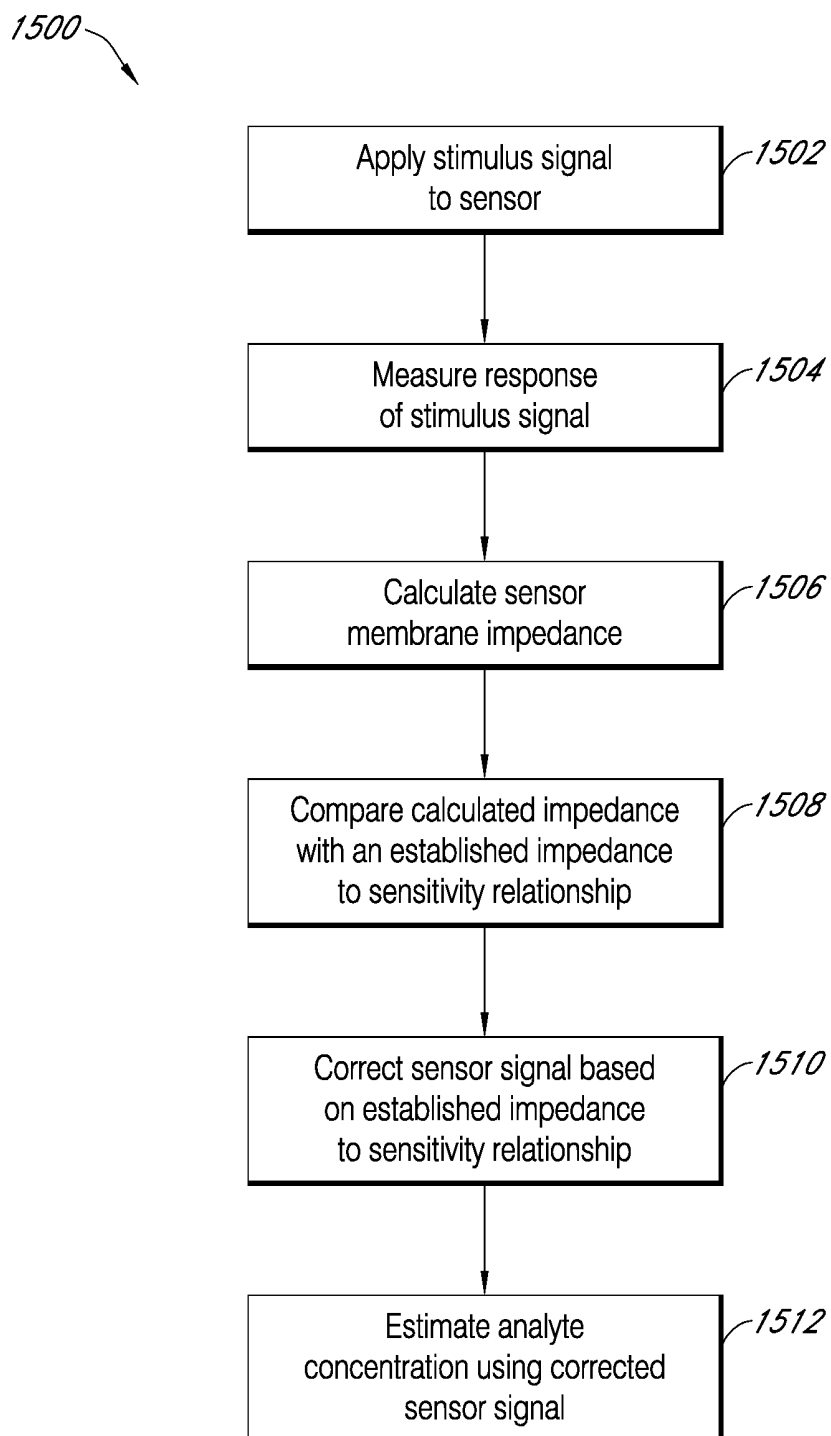 1500
Apply stimulus signal
to sensor
1502
Measure response
of stimulus signal
1504
Calculate sensor
membrane impedance
1506
Compare calculated impedance
with an established impedance
to sensitivity relationship
1508
Correct sensor signal based
on established impedance
to sensitivity relationship
1510
Estimate analyte
concentration using corrected
sensor signal
1512